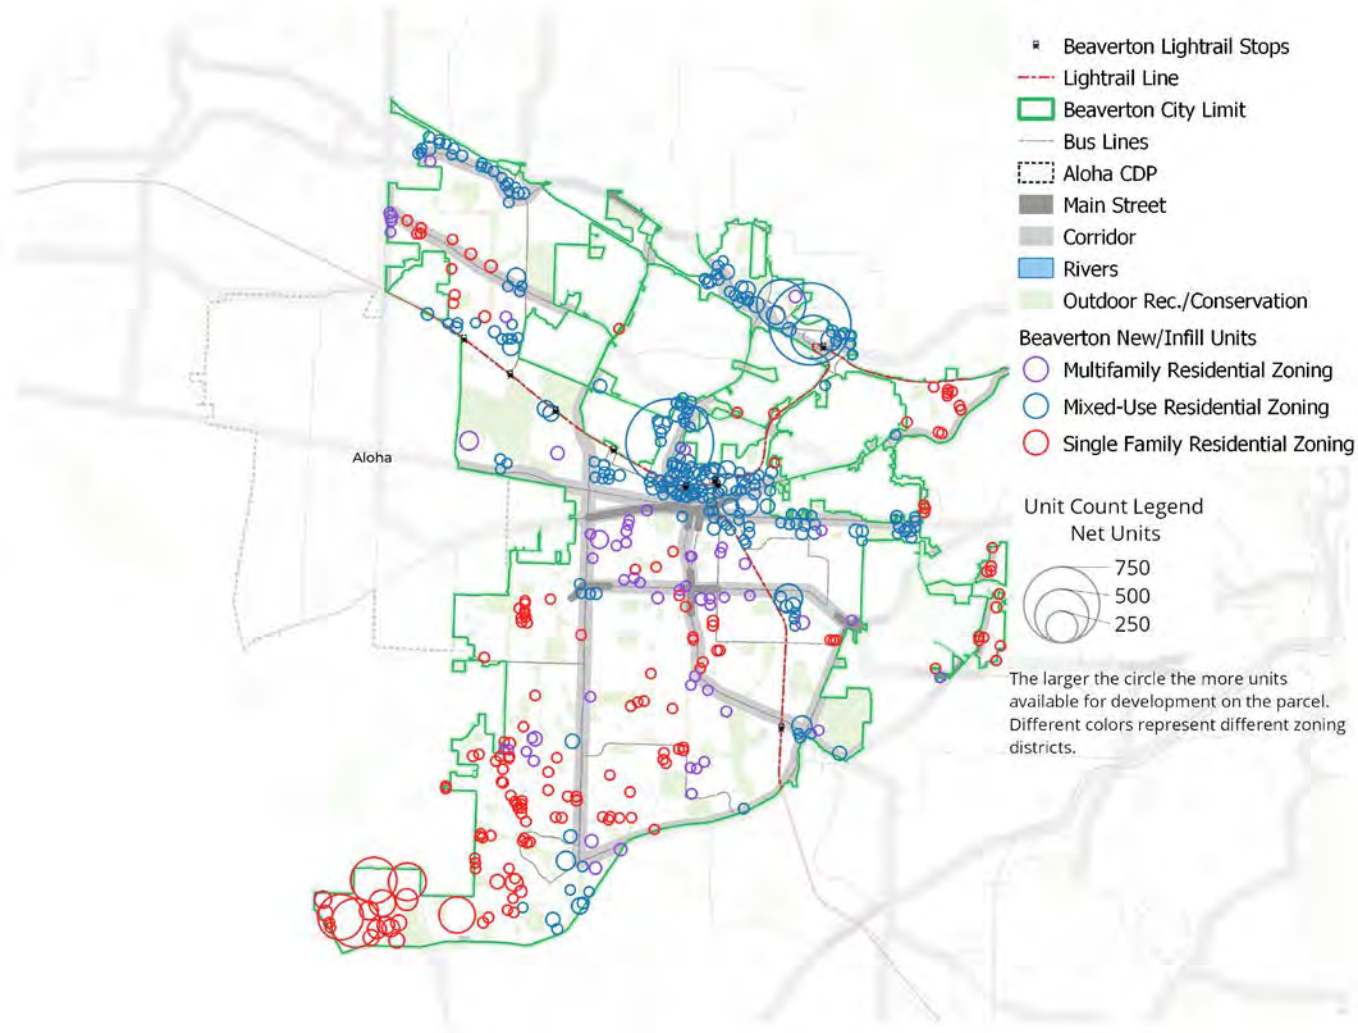 Beaverton Lightrail Stops
Lightrail Line
Beaverton City Limit
Bus Lines
Aloha CDP
Main Street
Corridor
Rivers
Outdoor Rec./Conservation
Beaverton New/Infill Units
Multifamily Residential Zoning
Mixed-Use Residential Zoning
Single Family Residential Zoning
Aloha
Unit Count Legend
Net Units
750
500
250
The larger the circle the more units
available for development on the parcel.
Different colors represent different zoning
districts.